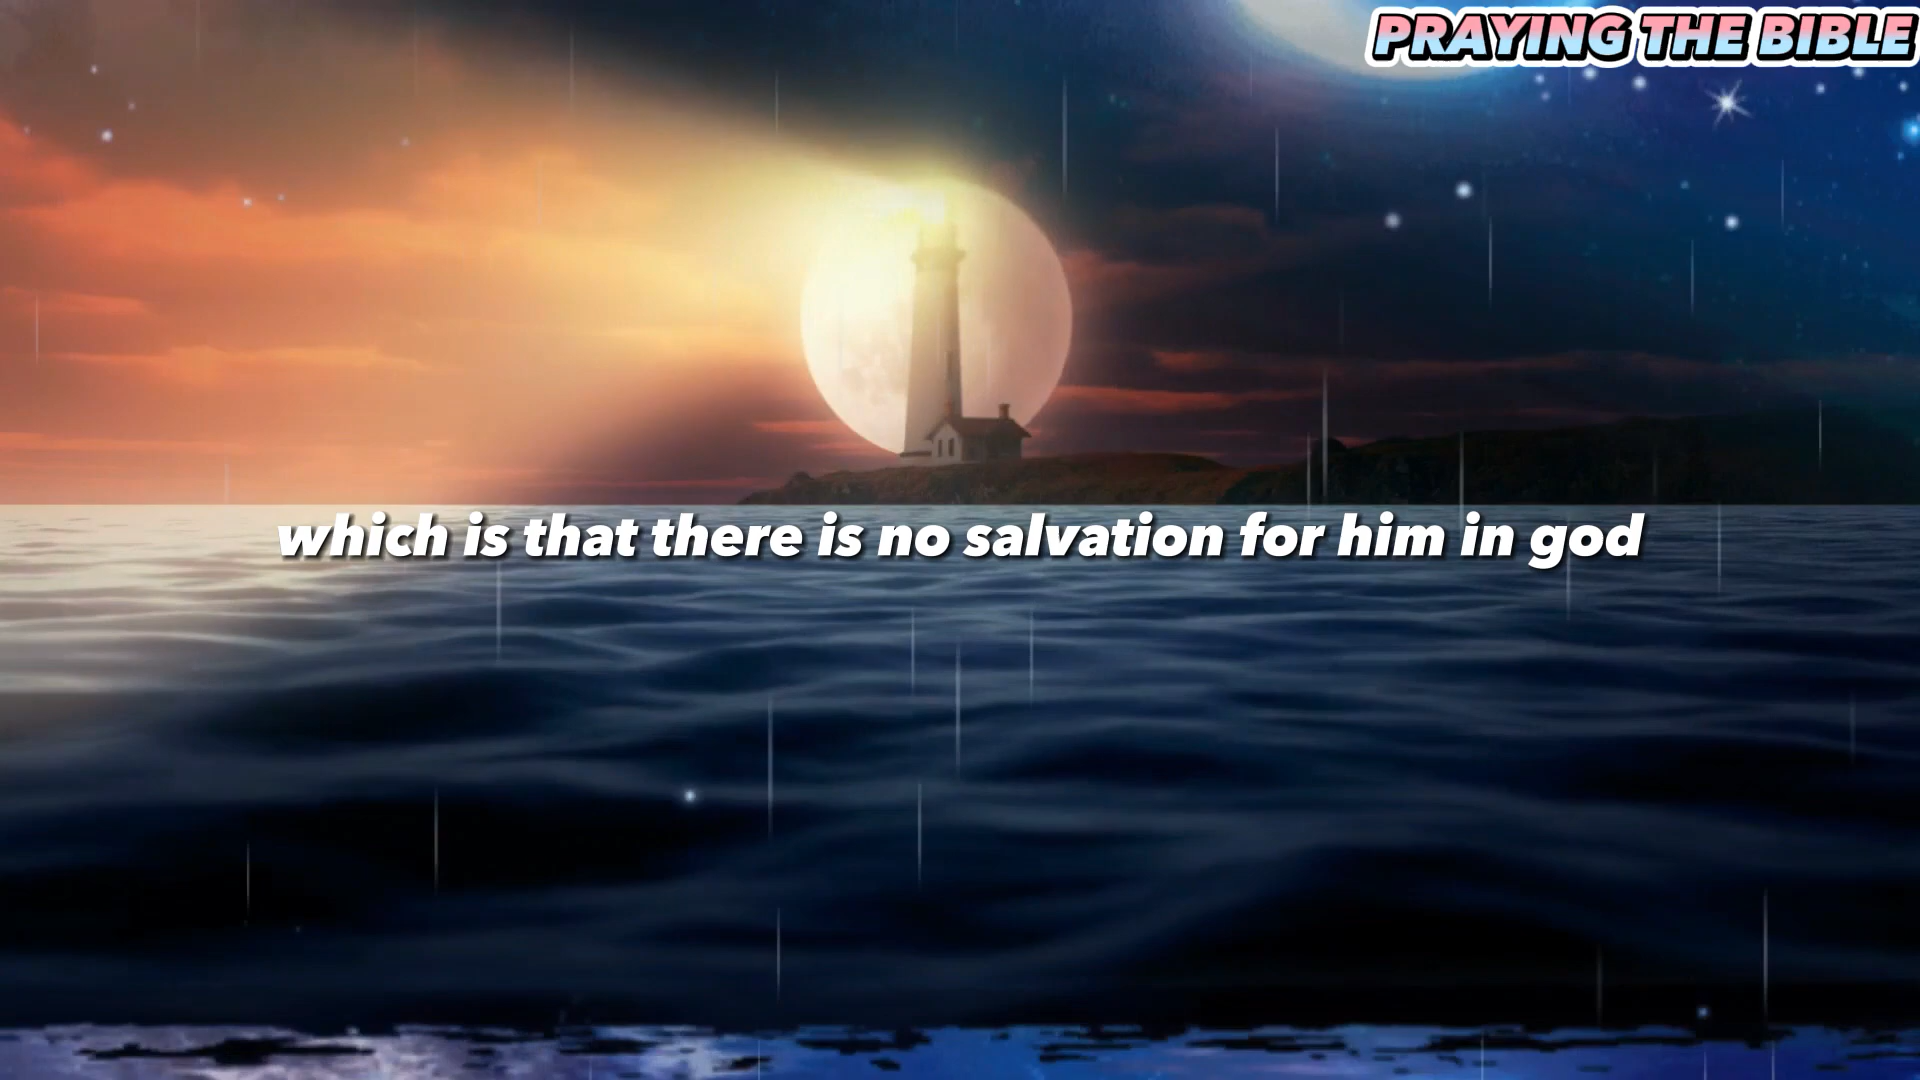 PRAYING THE BIBLE
which is that there is no salvation for him in god